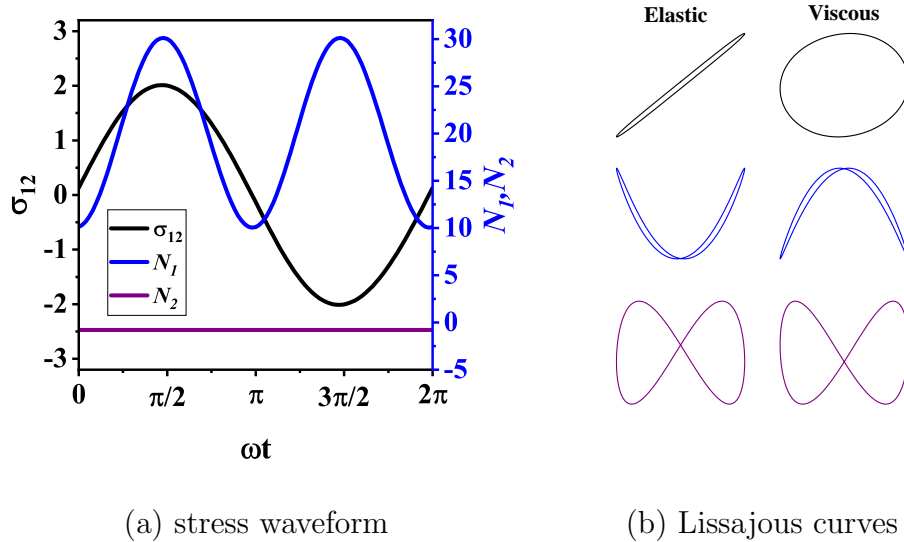 3
2
1
0
-1
-2
-3
σ12
σ12
N1
N2
30
25
20
15
10
5
0
-5
N1,N2
0
π/2
π
3π/2
2π
ωt
(a) stress waveform
Elastic
Viscous
(b) Lissajous curves